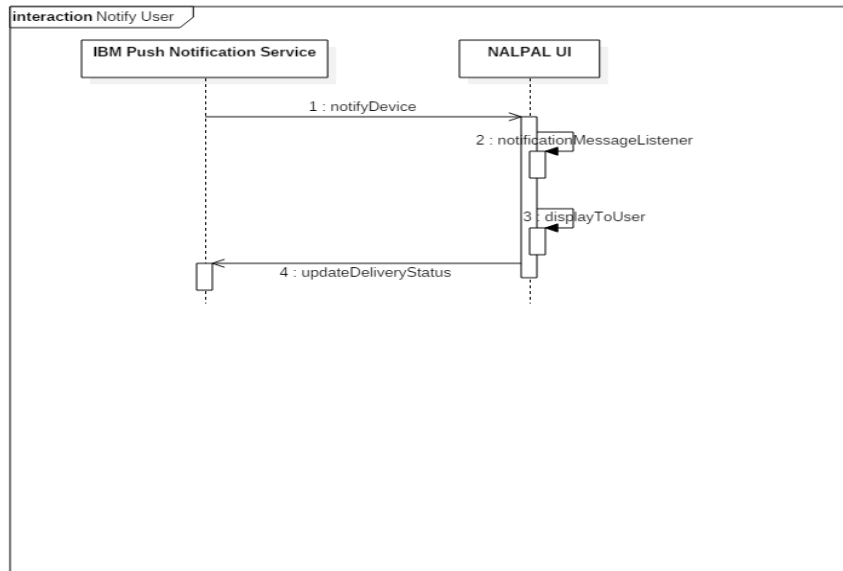 interaction Notify User
IBM Push Notification Service
NALPAL UI
1 : notifyDevice
2 : notificationMessageListener
3 : displayToUser
4 : updateDeliveryStatus